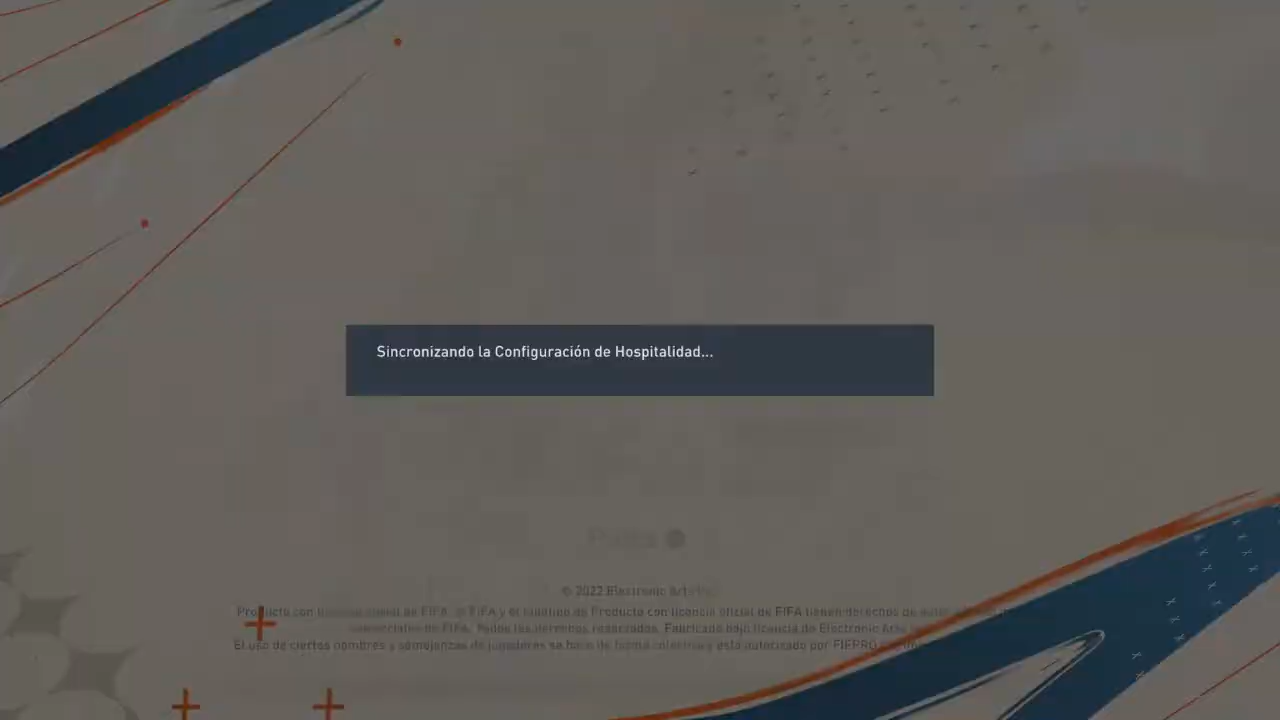 Sincronizando la Configuración de Hospitalidad...
© 2022 Electronic Arts
Producto con licencia oficial de FIFA. © FIFA y el logotipo de Producto con licencia oficial de FIFA tienen derechos de
comerciales de FIFA. Todos los derechos reservados. Fabricado bajo licencia de Electronic Arts
El uso de ciertos nombres y semejanzas de jugadores se hace de forma colectiva y está autorizado por FIFPRO